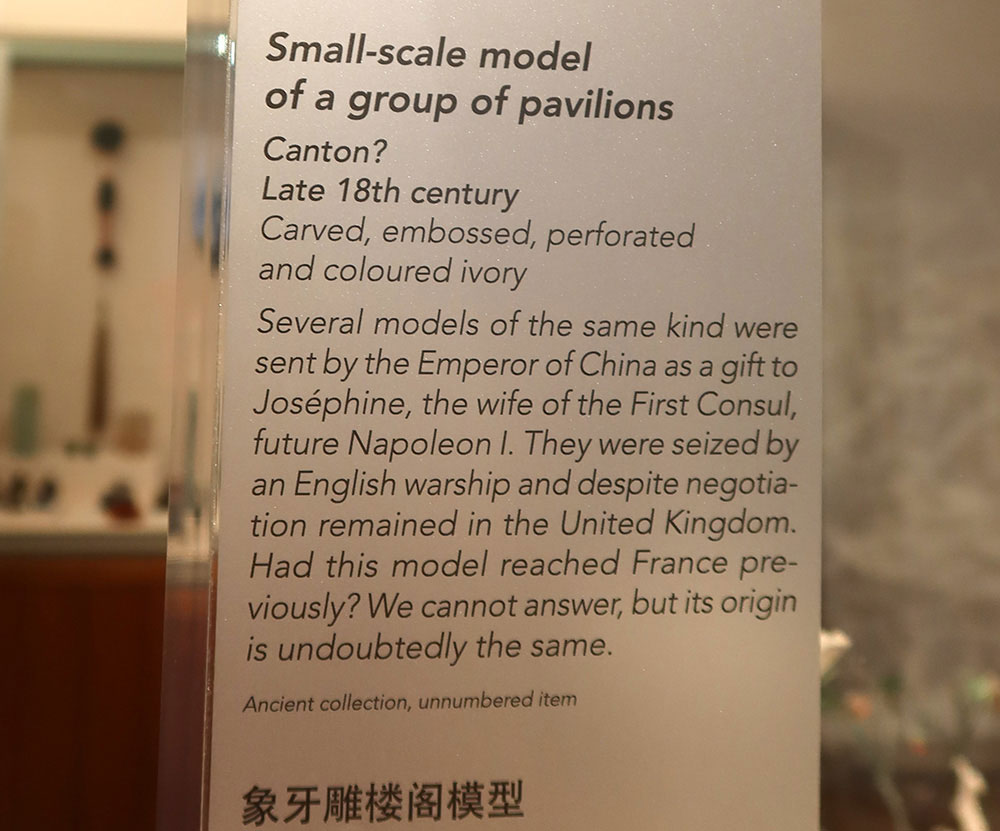 Small-scale model
of a group of pavilions
Canton?
Late 18th century
Carved, embossed, perforated
and coloured ivory
Several models of the same kind were
sent by the Emperor of China as a gift to
Joséphine, the wife of the First Consul,
future Napoleon I. They were seized by
an English warship and despite negotia-
tion remained in the United Kingdom.
Had this model reached France pre-
viously? We cannot answer, but its origin
is undoubtedly the same.
Ancient collection, unnumbered item
象牙雕楼阁模型